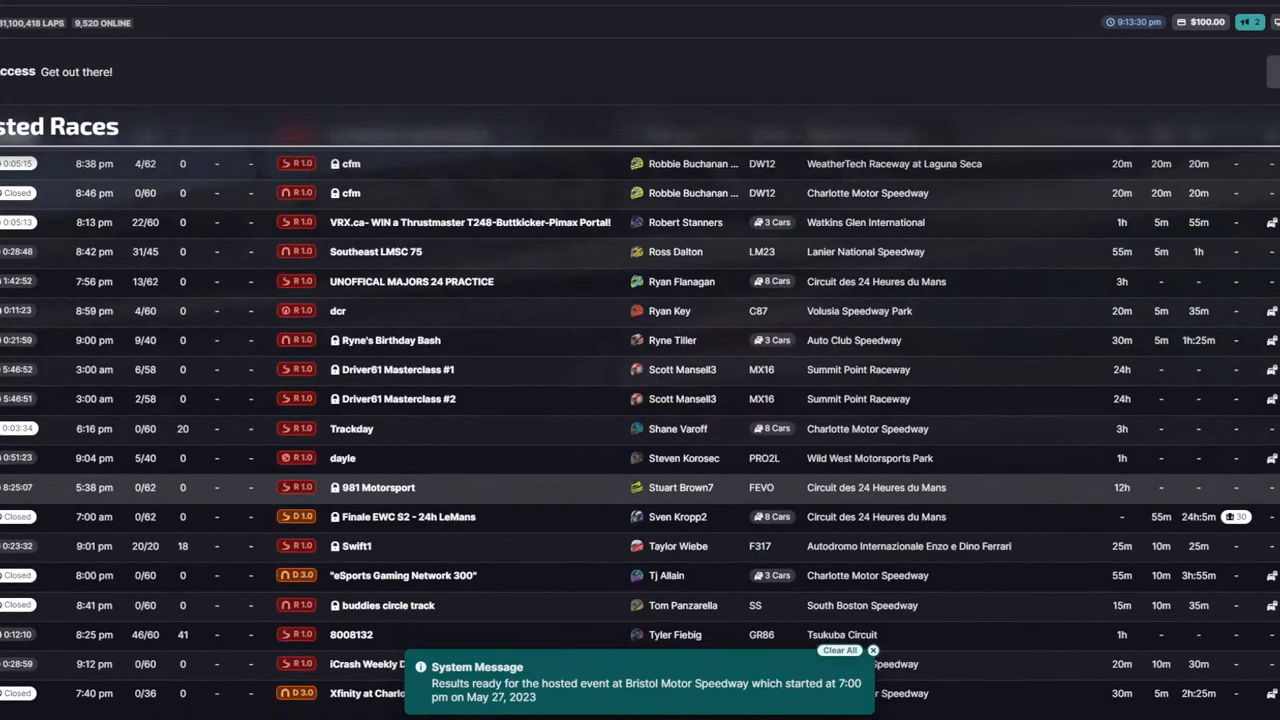 31,100,418 LAPS 9,520 ONLINE 9:13:30 pm $100.00 2
ccess Get out there!
sted Races
0:05:15 8:38 pm 4/62 0 - - R 1.0 cfm Robbie Buchanan ... DW12 WeatherTech Raceway at Laguna Seca 20m 20m 20m - -
Closed 8:46 pm 0/60 0 - - R 1.0 cfm Robbie Buchanan ... DW12 Charlotte Motor Speedway 20m 20m 20m - -
0:05:13 8:13 pm 22/60 0 - - R 1.0 VRX.ca- WIN a Thrustmaster T248-Buttkicker-Pimax Portal! Robert Stanners 3 Cars Watkins Glen International 1h 5m 55m -
0:28:48 8:42 pm 31/45 0 - - R 1.0 Southeast LMSC 75 Ross Dalton LM23 Lanier National Speedway 55m 5m 1h - -
1:42:52 7:56 pm 13/62 0 - - R 1.0 UNOFFICAL MAJORS 24 PRACTICE Ryan Flanagan 8 Cars Circuit des 24 Heures du Mans 3h - - - -
0:11:23 8:59 pm 4/60 0 - - R 1.0 dcr Ryan Key C87 Volusia Speedway Park 20m 5m 35m -
0:21:59 9:00 pm 9/40 0 - - R 1.0 Ryne's Birthday Bash Ryne Tiller 3 Cars Auto Club Speedway 30m 5m 1h:25m -
5:46:52 3:00 am 6/58 0 - - R 1.0 Driver61 Masterclass #1 Scott Mansell3 MX16 Summit Point Raceway 24h - - -
5:46:51 3:00 am 2/58 0 - - R 1.0 Driver61 Masterclass #2 Scott Mansell3 MX16 Summit Point Raceway 24h - - -
0:03:34 6:16 pm 0/60 20 - - R 1.0 Trackday Shane Varoff 8 Cars Charlotte Motor Speedway 3h - - -
0:51:23 9:04 pm 5/40 0 - - R 1.0 dayle Steven Korosec PRO2L Wild West Motorsports Park 1h - - -
8:25:07 5:38 pm 0/62 0 - - R 1.0 981 Motorsport Stuart Brown7 FEVO Circuit des 24 Heures du Mans 12h - - - -
Closed 7:00 am 0/62 0 - - D 1.0 Finale EWC S2 - 24h LeMans Sven Kropp2 8 Cars Circuit des 24 Heures du Mans - 55m 24h:5m 30 -
0:23:32 9:01 pm 20/20 18 - - R 1.0 Swift1 Taylor Wiebe F317 Autodromo Internazionale Enzo e Dino Ferrari 25m 10m 25m - -
Closed 8:00 pm 0/60 0 - - D 3.0 "eSports Gaming Network 300" Tj Allain 3 Cars Charlotte Motor Speedway 55m 10m 3h:55m -
Closed 8:41 pm 0/60 0 - - R 1.0 buddies circle track Tom Panzarella SS South Boston Speedway 15m 10m 35m -
0:12:10 8:25 pm 46/60 41 - - R 1.0 8008132 Tyler Fiebig GR86 Tsukuba Circuit 1h - - - -
0:28:59 9:12 pm 0/60 0 - - R 1.0 iCrash Weekly D Speedway 20m 10m 30m - -
Closed 7:40 pm 0/36 0 - - D 3.0 Xfinity at Charlo r Speedway 30m 5m 2h:25m - -
Clear All
System Message
Results ready for the hosted event at Bristol Motor Speedway which started at 7:00
pm on May 27, 2023